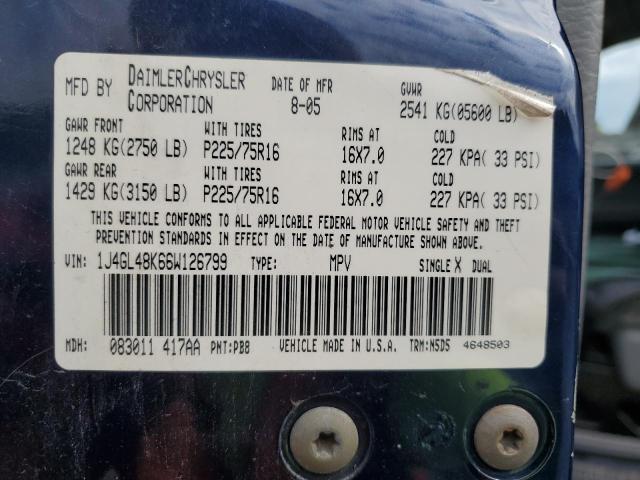 MFD BY DAIMLERCHRYSLER CORPORATION DATE OF MFR 8-05 GVWR 2541 KG(05600 LB)
GAWR FRONT WITH TIRES RIMS AT COLD
1248 KG(2750 LB) P225/75R16 16X7.0 227 KPA( 33 PSI)
GAWR REAR WITH TIRES RIMS AT COLD
1429 KG(3150 LB) P225/75R16 16X7.0 227 KPA( 33 PSI)
THIS VEHICLE CONFORMS TO ALL APPLICABLE FEDERAL MOTOR VEHICLE SAFETY AND THEFT
PREVENTION STANDARDS IN EFFECT ON THE DATE OF MANUFACTURE SHOWN ABOVE.
VIN: 1J4GL48K66W126799 TYPE: MPV SINGLE X DUAL
MDH: 083011 417AA PNT:PB8 VEHICLE MADE IN U.S.A. TRM:N5D5 4648503